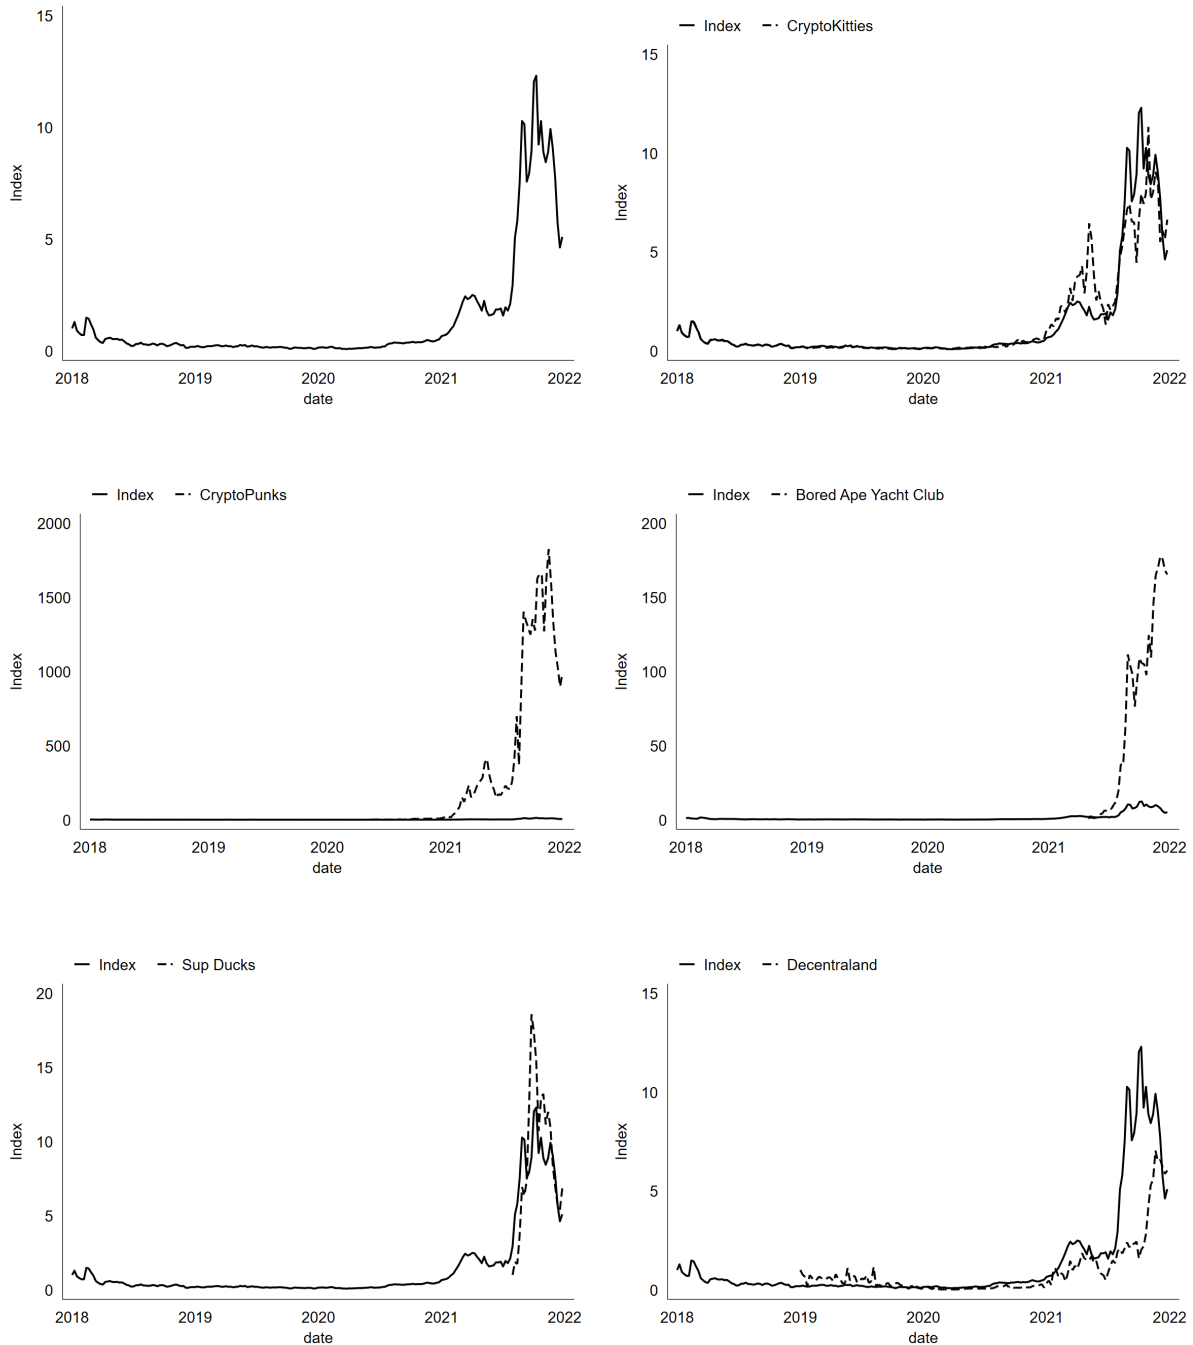 15
10
5
0
Index
2018 2019 2020 2021 2022
date
Index CryptoKitties
15
10
5
0
Index
2018 2019 2020 2021 2022
date
Index CryptoPunks
2000
1500
1000
500
0
Index
2018 2019 2020 2021 2022
date
Index Bored Ape Yacht Club
200
150
100
50
0
Index
2018 2019 2020 2021 2022
date
Index Sup Ducks
20
15
10
5
0
Index
2018 2019 2020 2021 2022
date
Index Decentraland
15
10
5
0
Index
2018 2019 2020 2021 2022
date